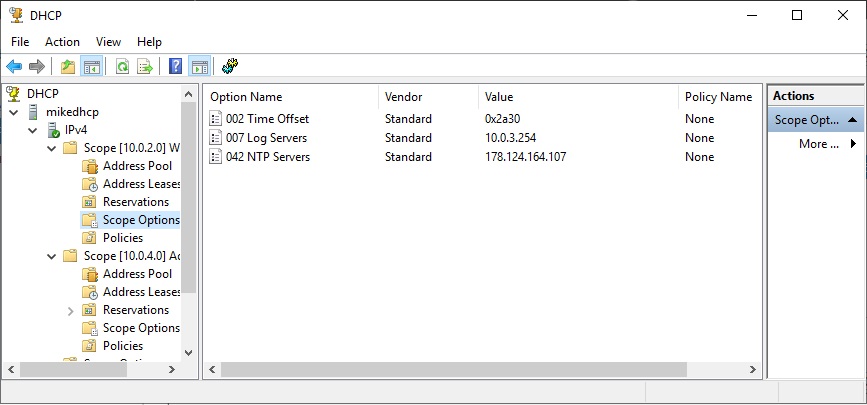 DHCP
File Action View Help
DHCP
mikedhcp
IPv4
Scope [10.0.2.0] W
Address Pool
Address Leases
Reservations
Scope Options
Policies
Scope [10.0.4.0] Ac
Address Pool
Address Leases
Reservations
Scope Options
Policies
Option Name Vendor Value Policy Name
002 Time Offset Standard 0x2a30 None
007 Log Servers Standard 10.0.3.254 None
042 NTP Servers Standard 178.124.164.107 None
Actions
Scope Opt...
More ...